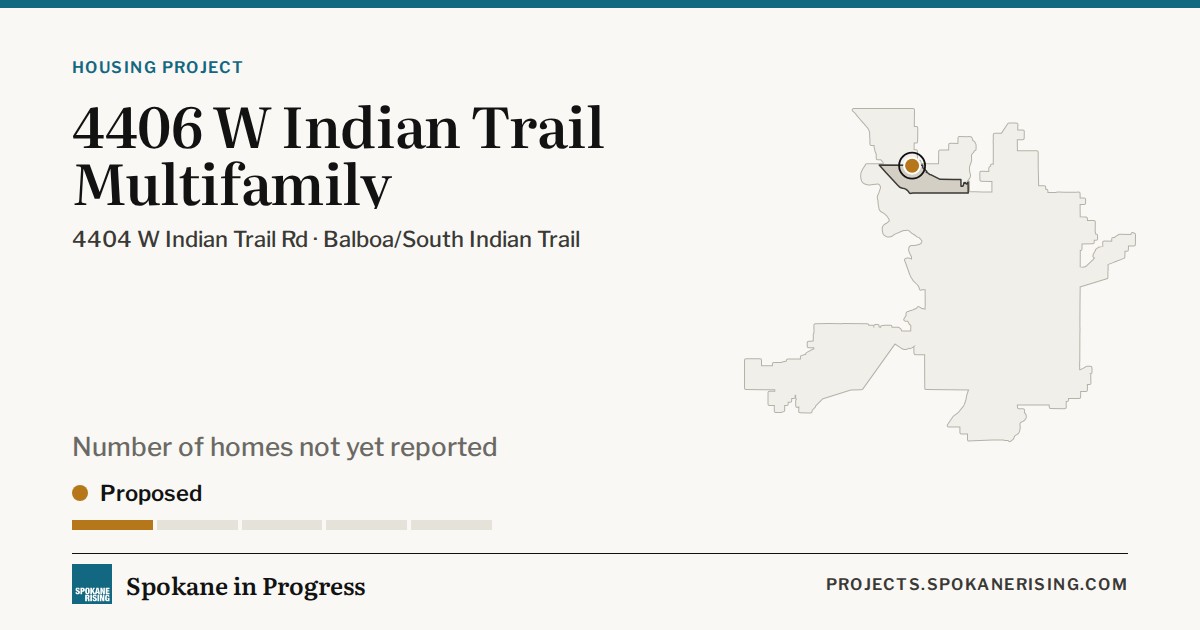 HOUSING PROJECT
4406 W Indian Trail
Multifamily
4404 W Indian Trail Rd · Balboa/South Indian Trail
Number of homes not yet reported
Proposed
SPOKANE
RISING
Spokane in Progress
PROJECTS.SPOKANERISING.COM